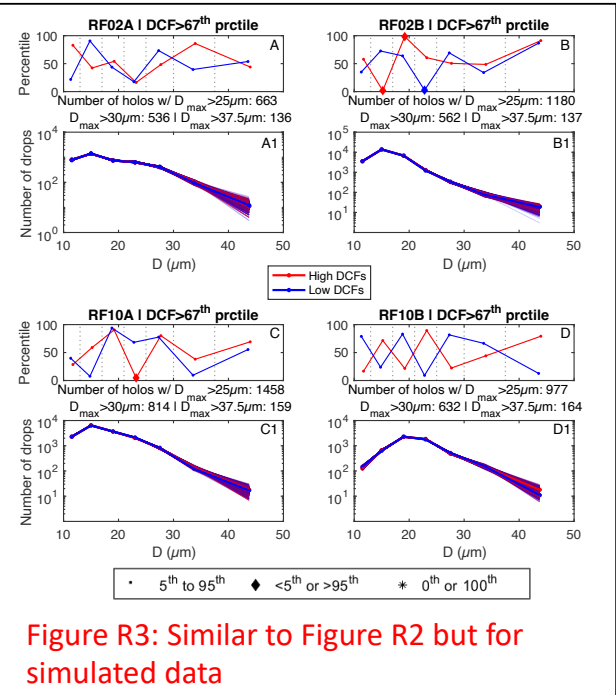 RF02A I DCF>67th prctile
RF02B I DCF>67th prctile
Percentile
100
50
0
A
100
50
0
B
Number of holos w/ Dmax>25μm: 663
Number of holos w/ Dmax>25μm: 1180
Dmax>30μm: 536 I Dmax>37.5μm: 136
Dmax>30μm: 562 I Dmax>37.5μm: 137
Number of drops
10^4
10^2
10^0
A1
10 20 30 40 50
D (μm)
10^5
10^4
10^3
10^2
10^1
B1
10 20 30 40 50
D (μm)
High DCFs
Low DCFs
RF10A I DCF>67th prctile
RF10B I DCF>67th prctile
Percentile
100
50
0
C
100
50
0
D
Number of holos w/ Dmax>25μm: 1458
Number of holos w/ Dmax>25μm: 977
Dmax>30μm: 814 I Dmax>37.5μm: 159
Dmax>30μm: 632 I Dmax>37.5μm: 164
Number of drops
10^4
10^3
10^2
10^1
C1
10 20 30 40 50
D (μm)
10^4
10^3
10^2
10^1
D1
10 20 30 40 50
D (μm)
5th to 95th
<5th or >95th
0th or 100th
Figure R3: Similar to Figure R2 but for
simulated data